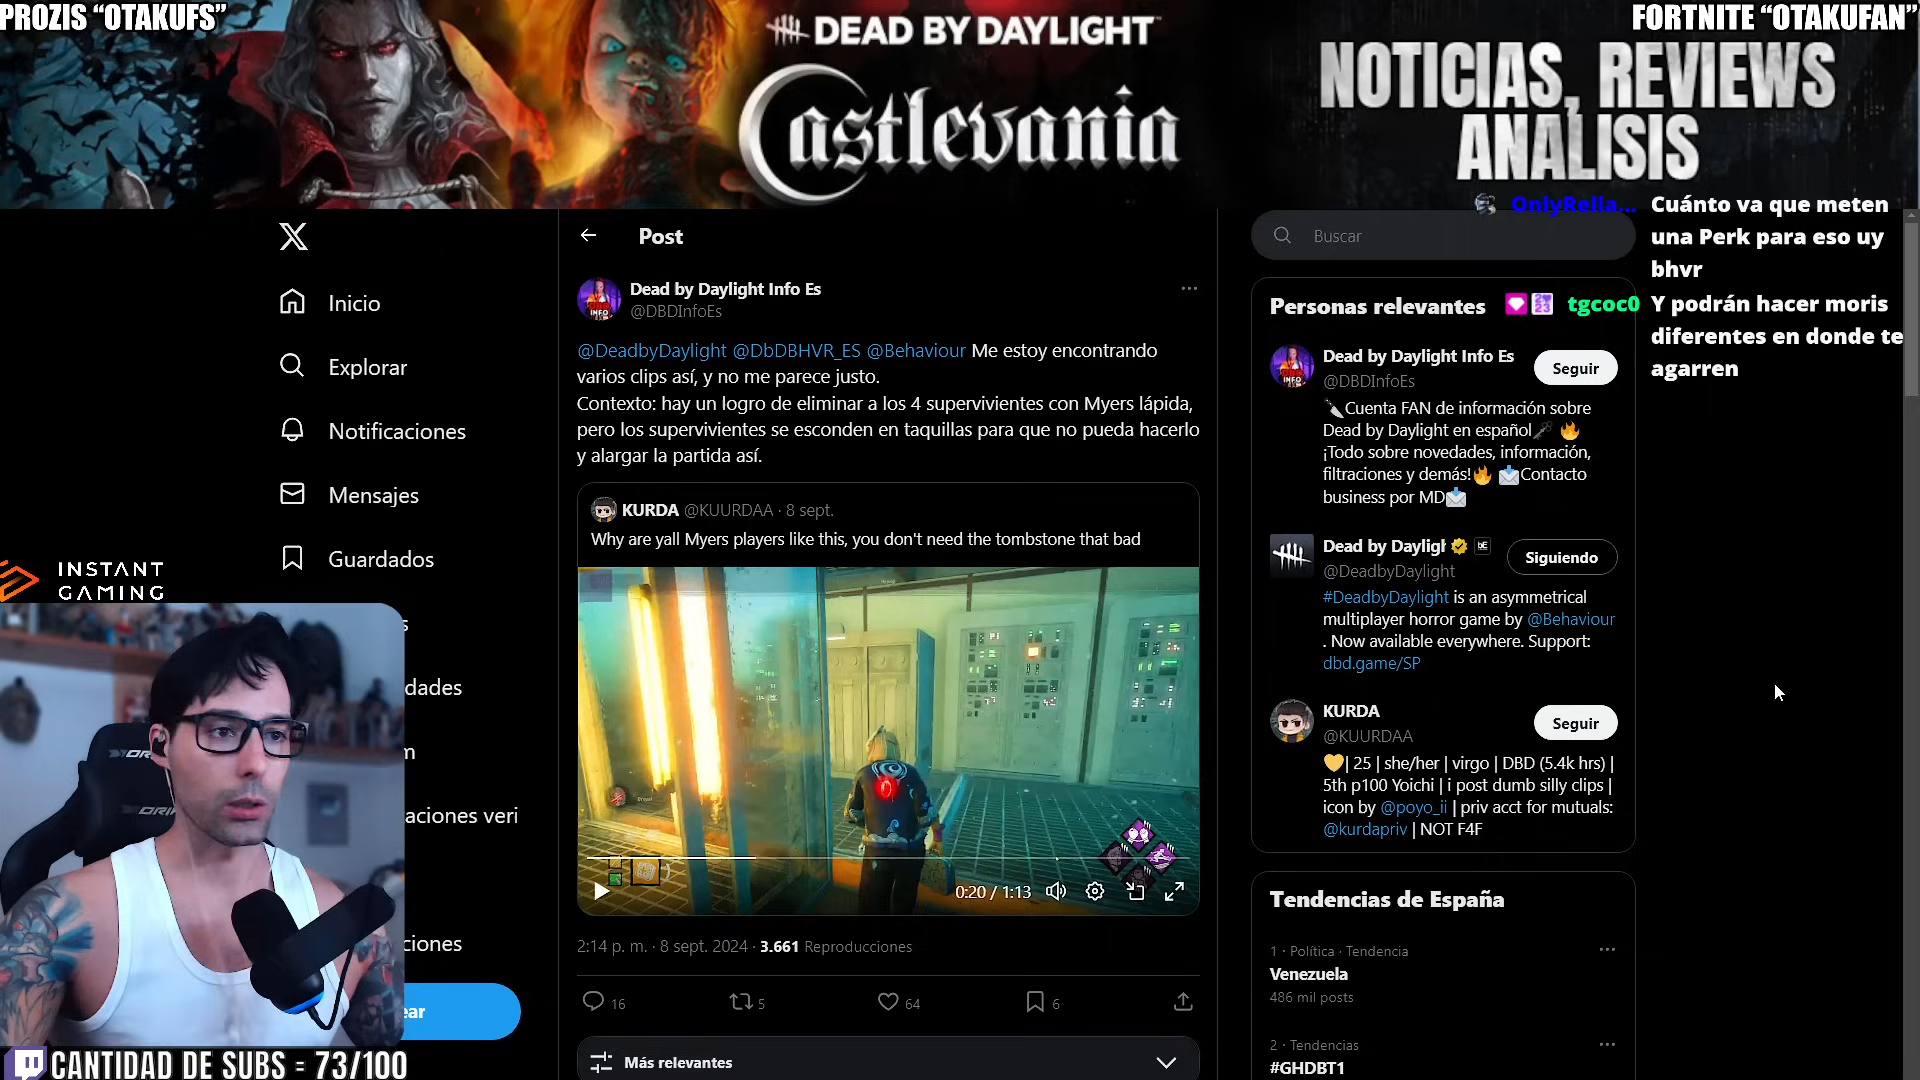 PROZIS “OTAKUFS”
FORTNITE “OTAKUFAN”
DEAD BY DAYLIGHT
Castlevania
NOTICIAS, REVIEWS
ANALISIS
OnlyRella...
Cuánto va que meten
una Perk para eso uy
bhvr
tgcoc0
Y podrán hacer moris
diferentes en donde te
agarren
Inicio
Explorar
Notificaciones
Mensajes
Guardados
s
dades
m
aciones veri
ciones
ear
INSTANT
GAMING
CANTIDAD DE SUBS = 73/100
Post
Dead by Daylight Info Es
@DBDInfoEs
@DeadbyDaylight @DbDBHVR_ES @Behaviour Me estoy encontrando
varios clips así, y no me parece justo.
Contexto: hay un logro de eliminar a los 4 supervivientes con Myers lápida,
pero los supervivientes se esconden en taquillas para que no pueda hacerlo
y alargar la partida así.
KURDA @KUURDAA · 8 sept.
Why are yall Myers players like this, you don't need the tombstone that bad
0:20 / 1:13
2:14 p. m. · 8 sept. 2024 · 3.661 Reproducciones
16
5
64
6
Más relevantes
Buscar
Personas relevantes
Dead by Daylight Info Es
@DBDInfoEs
Seguir
Cuenta FAN de información sobre
Dead by Daylight en español
¡Todo sobre novedades, información,
filtraciones y demás! Contacto
business por MD
Dead by Dayligh
@DeadbyDaylight
Siguiendo
#DeadbyDaylight is an asymmetrical
multiplayer horror game by @Behaviour
. Now available everywhere. Support:
dbd.game/SP
KURDA
@KUURDAA
Seguir
| 25 | she/her | virgo | DBD (5.4k hrs) |
5th p100 Yoichi | i post dumb silly clips |
icon by @poyo_ii | priv acct for mutuals:
@kurdapriv | NOT F4F
Tendencias de España
1 · Política · Tendencia
Venezuela
486 mil posts
2 · Tendencias
#GHDBT1